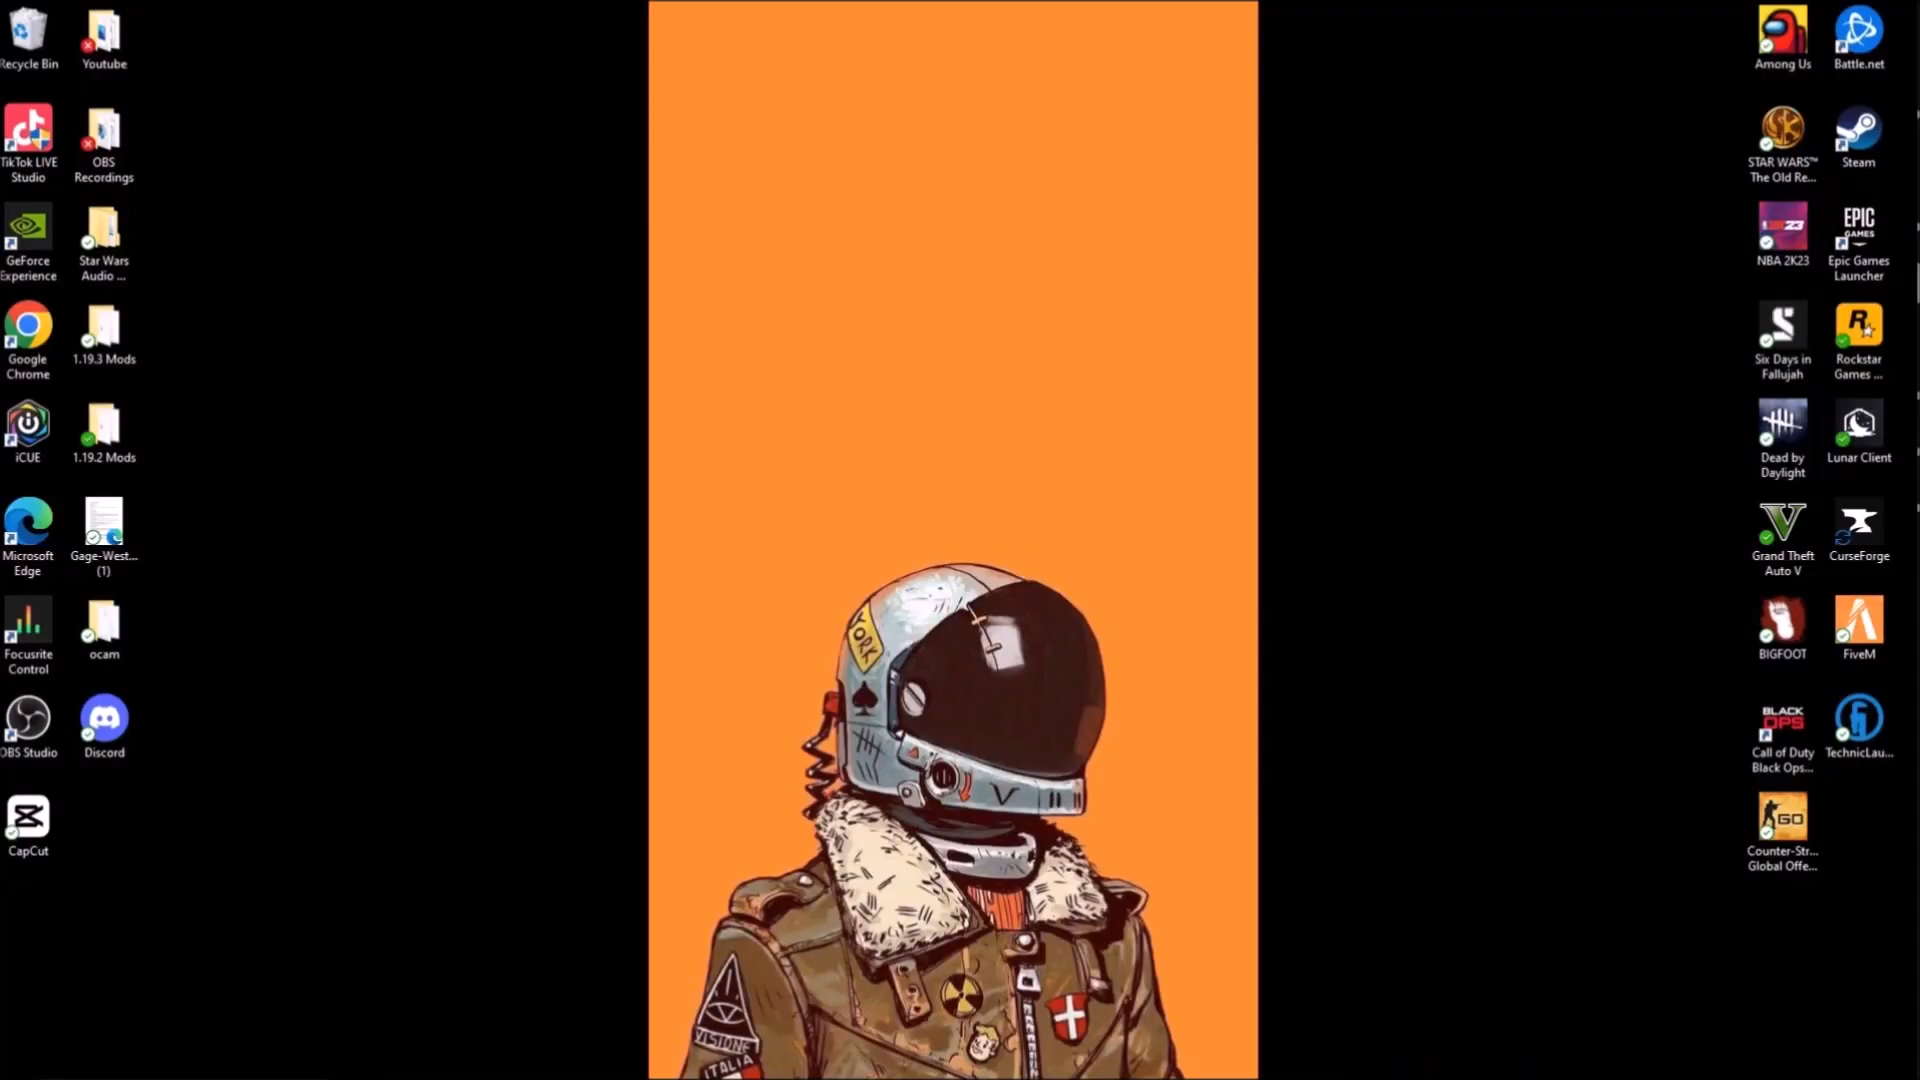 Recycle Bin
Youtube
TikTok LIVE
Studio
OBS
Recordings
GeForce
Experience
Star Wars
Audio ...
Google
Chrome
1.19.3 Mods
iCUE
1.19.2 Mods
Microsoft
Edge
Gage-West...
(1)
Focusrite
Control
ocam
OBS Studio
Discord
CapCut
YORK
V
VISIONE
ITALIA
Among Us
Battle.net
STAR WARS™
The Old Re...
Steam
23
NBA 2K23
EPIC
GAMES
Epic Games
Launcher
Six Days in
Fallujah
R
Rockstar
Games ...
Dead by
Daylight
Lunar Client
V
Grand Theft
Auto V
CurseForge
BIGFOOT
FiveM
BLACK
OPS
Call of Duty
Black Ops...
TechnicLau...
GO
Counter-Str...
Global Offe...